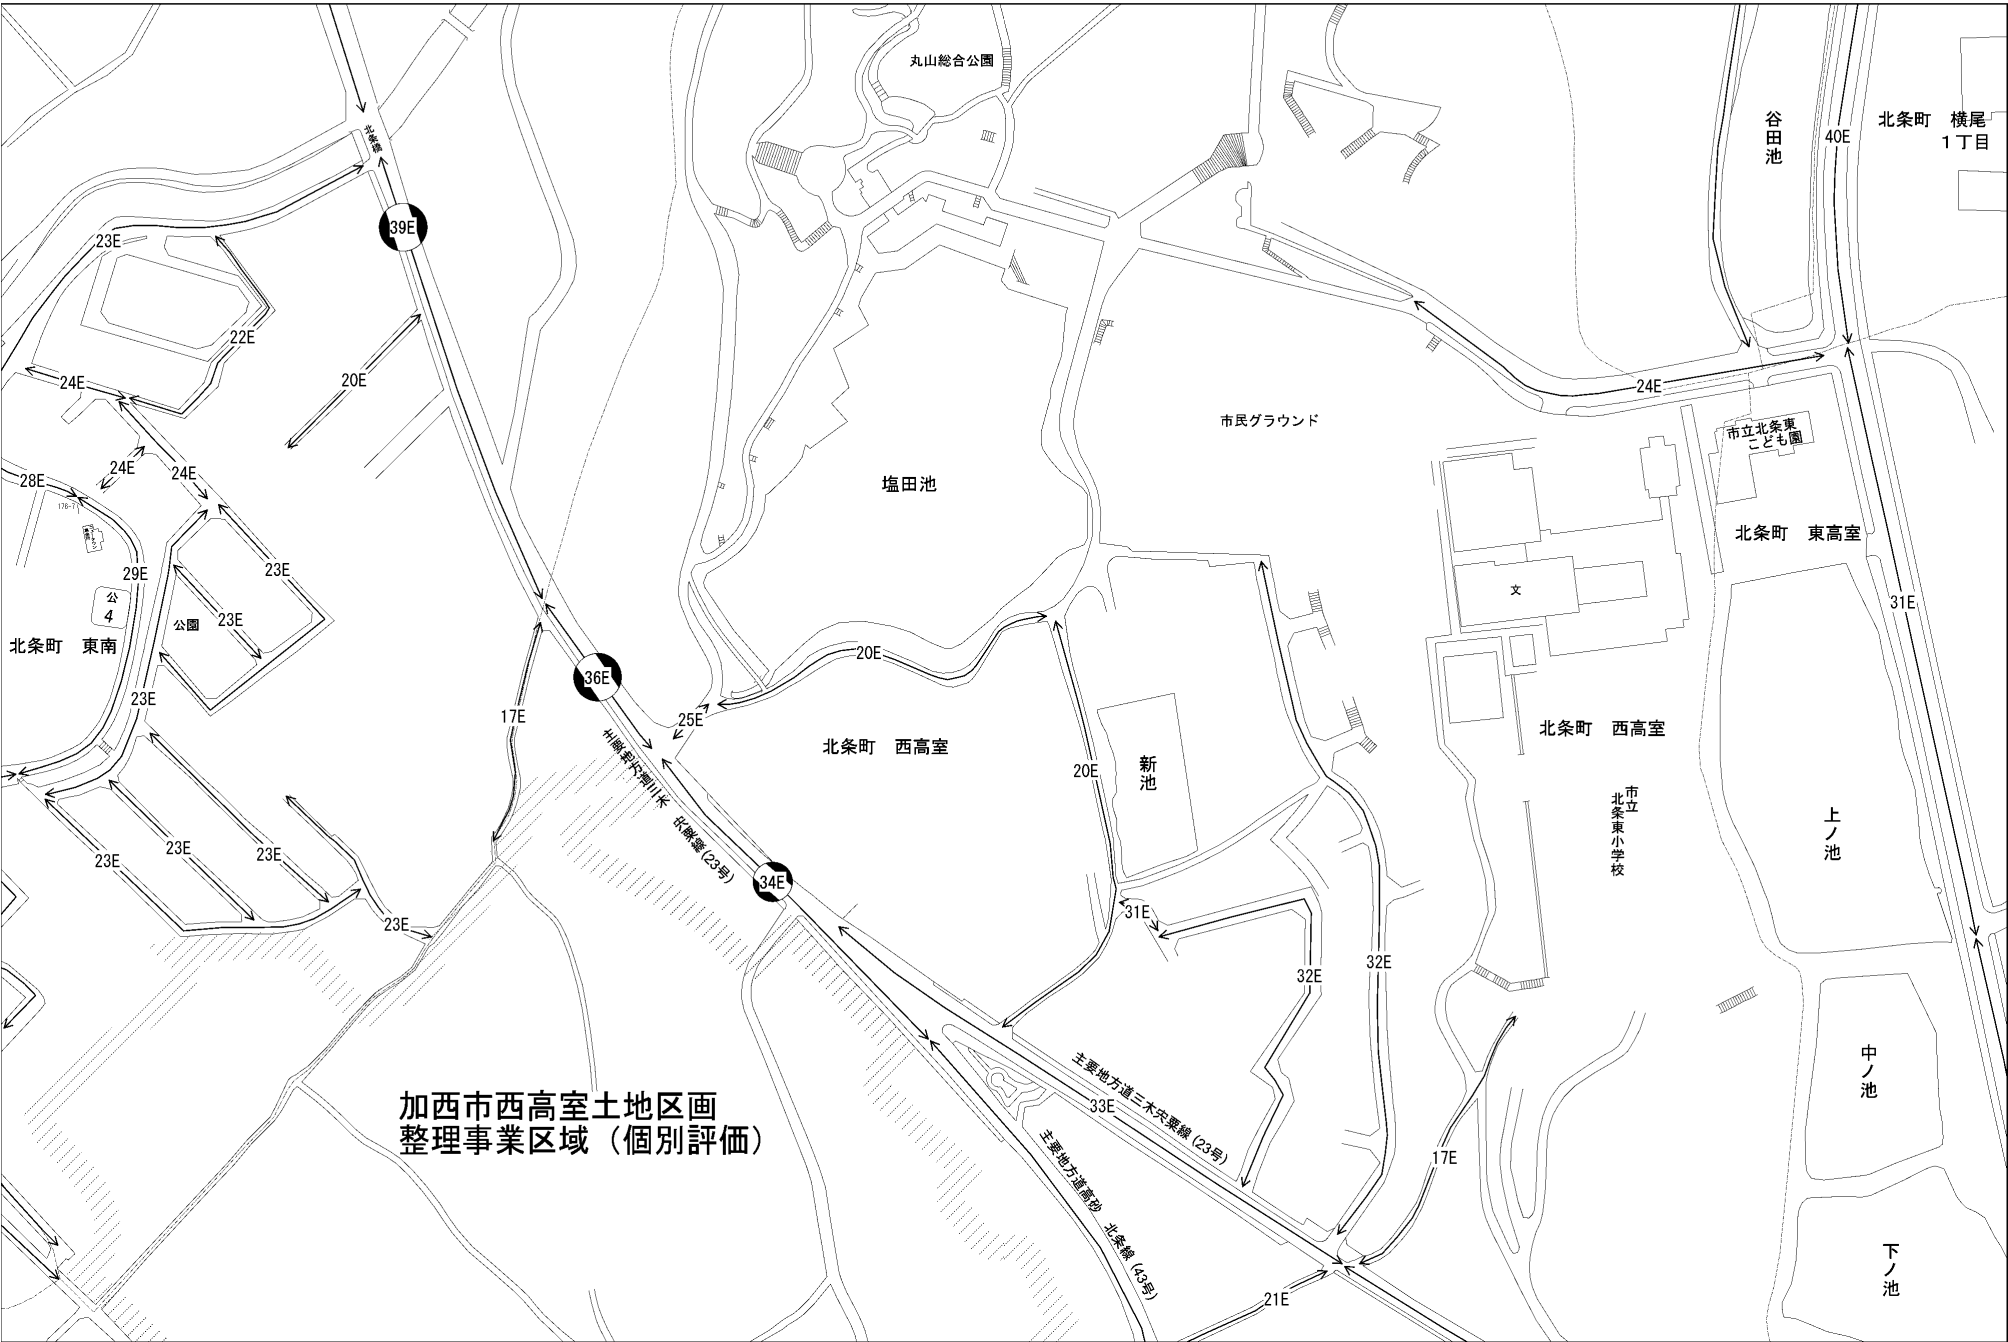 丸山総合公園
谷田池
40E
北条町 横尾
1丁目
北条橋
39E
23E
22E
20E
24E
24E
24E
24E
市民グラウンド
市立北条東
こども園
塩田池
28E
176-7
北条町 東高室
29E
23E
公
4
公園
23E
文
31E
北条町 東南
20E
36E
23E
17E
25E
北条町 西高室
北条町 西高室
主要地方道三木
宍粟線(23号)
新池
20E
市立
北条東小学校
上ノ池
23E
23E
23E
34E
23E
31E
32E
32E
中ノ池
加西市西高室土地区画
整理事業区域（個別評価）
主要地方道三木宍粟線(23号)
33E
主要地方道高砂 北条線(43号)
17E
下ノ池
21E